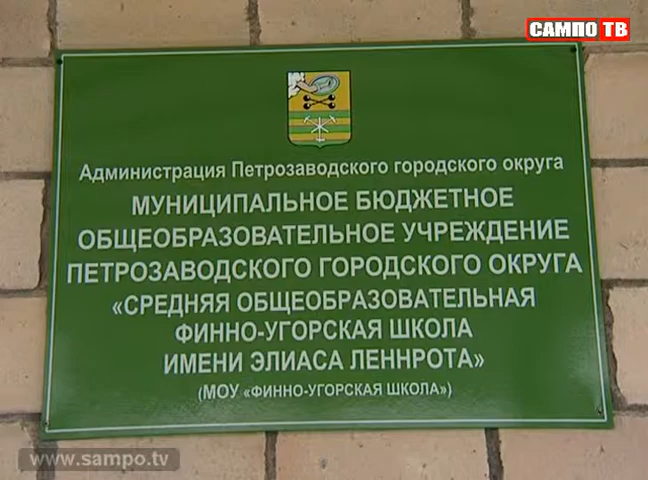 САМПО ТВ
Администрация Петрозаводского городского округа
МУНИЦИПАЛЬНОЕ БЮДЖЕТНОЕ
ОБЩЕОБРАЗОВАТЕЛЬНОЕ УЧРЕЖДЕНИЕ
ПЕТРОЗАВОДСКОГО ГОРОДСКОГО ОКРУГА
«СРЕДНЯЯ ОБЩЕОБРАЗОВАТЕЛЬНАЯ
ФИННО-УГОРСКАЯ ШКОЛА
ИМЕНИ ЭЛИАСА ЛЕННРОТА»
(МОУ «ФИННО-УГОРСКАЯ ШКОЛА»)
www.sampo.tv